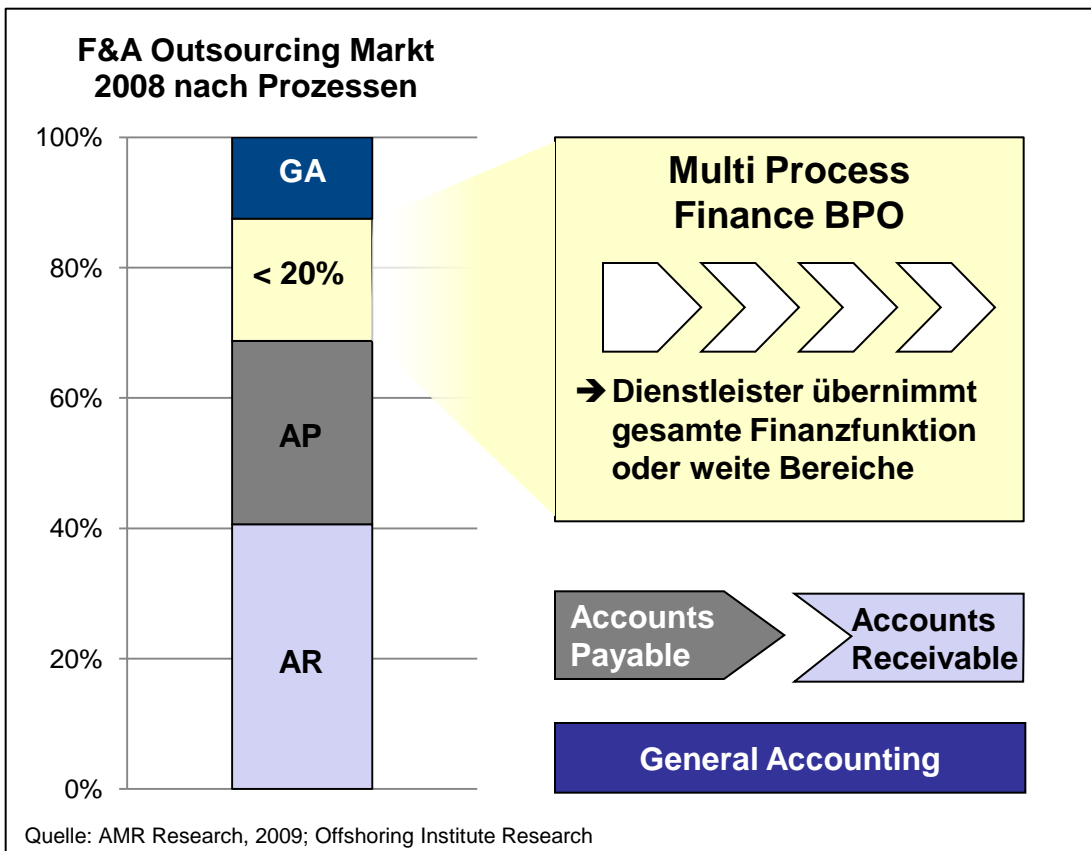 F&A Outsourcing Markt
2008 nach Prozessen
100%
80%
60%
40%
20%
0%
GA
< 20%
AP
AR
Multi Process
Finance BPO
➔ Dienstleister übernimmt
gesamte Finanzfunktion
oder weite Bereiche
Accounts
Payable
Accounts
Receivable
General Accounting
Quelle: AMR Research, 2009; Offshoring Institute Research